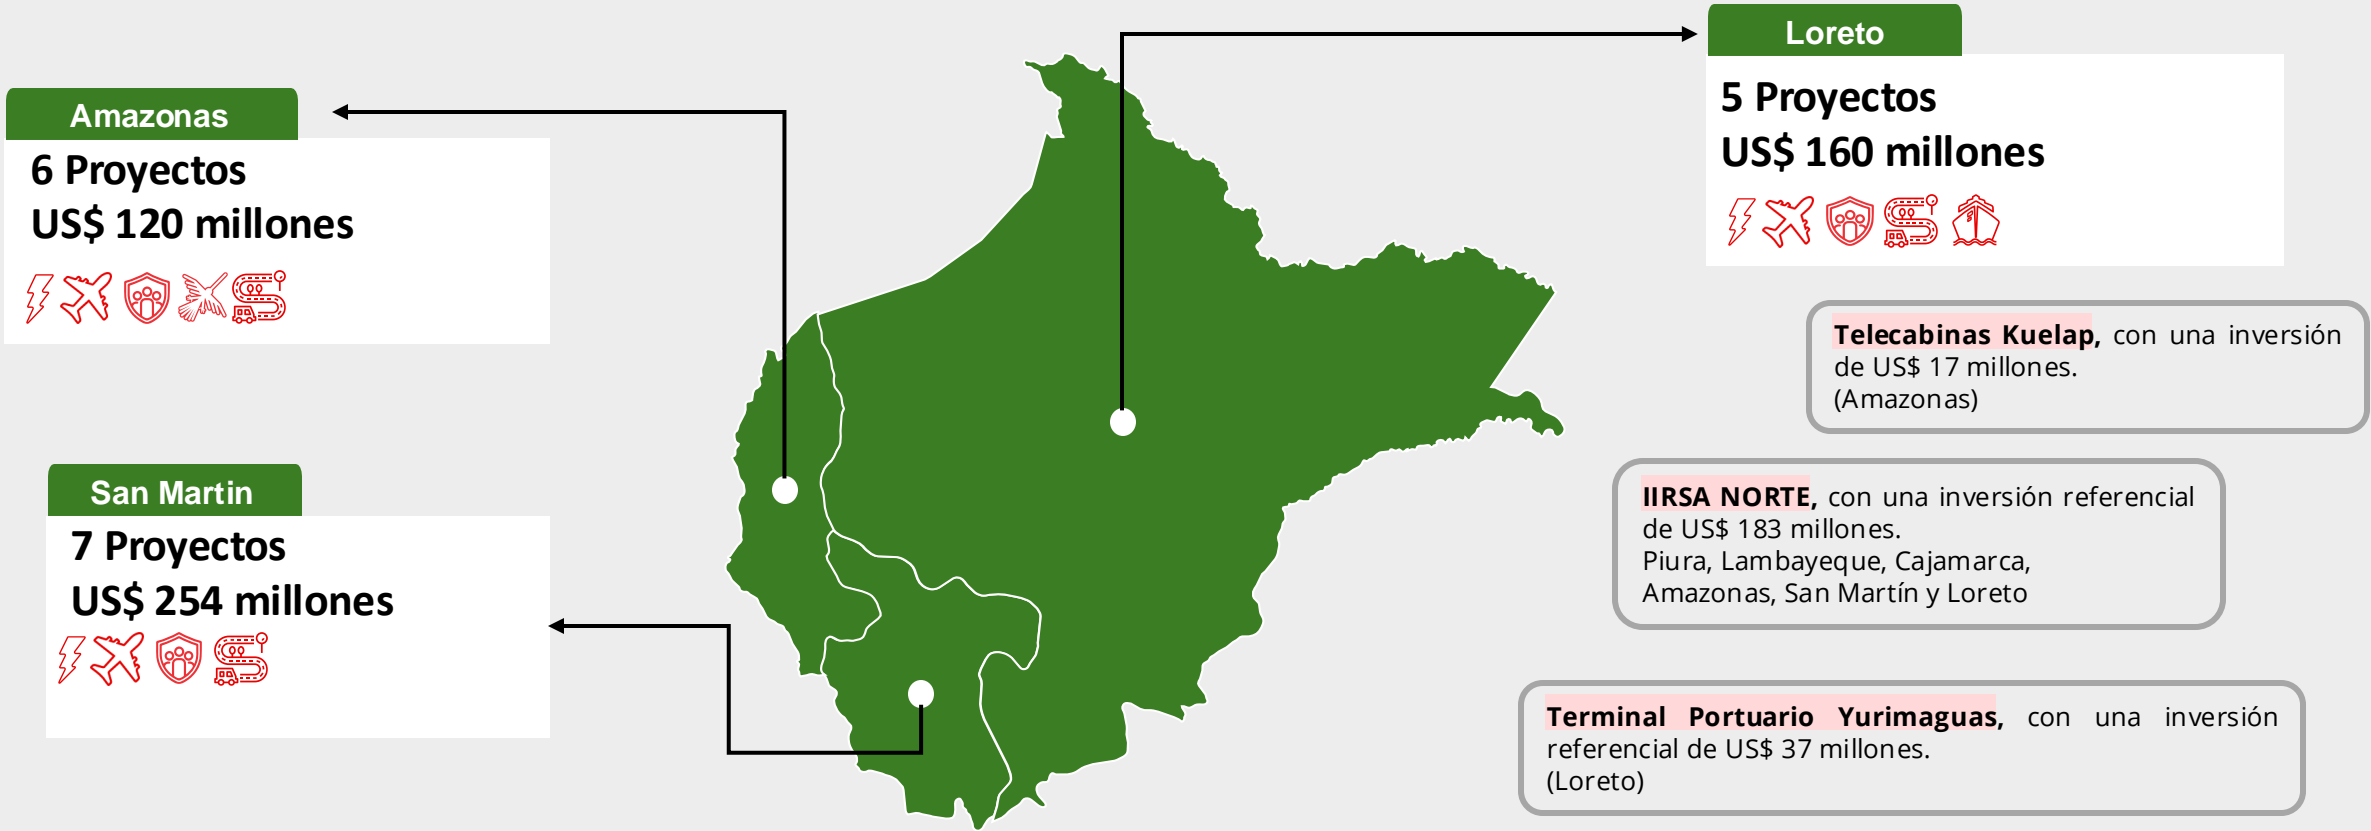 Amazonas
6 Proyectos
US$ 120 millones
San Martin
7 Proyectos
US$ 254 millones
Loreto
5 Proyectos
US$ 160 millones
Telecabinas Kuelap, con una inversión
de US$ 17 millones.
(Amazonas)
IIRSA NORTE, con una inversión referencial
de US$ 183 millones.
Piura, Lambayeque, Cajamarca,
Amazonas, San Martín y Loreto
Terminal Portuario Yurimaguas, con una inversión
referencial de US$ 37 millones.
(Loreto)